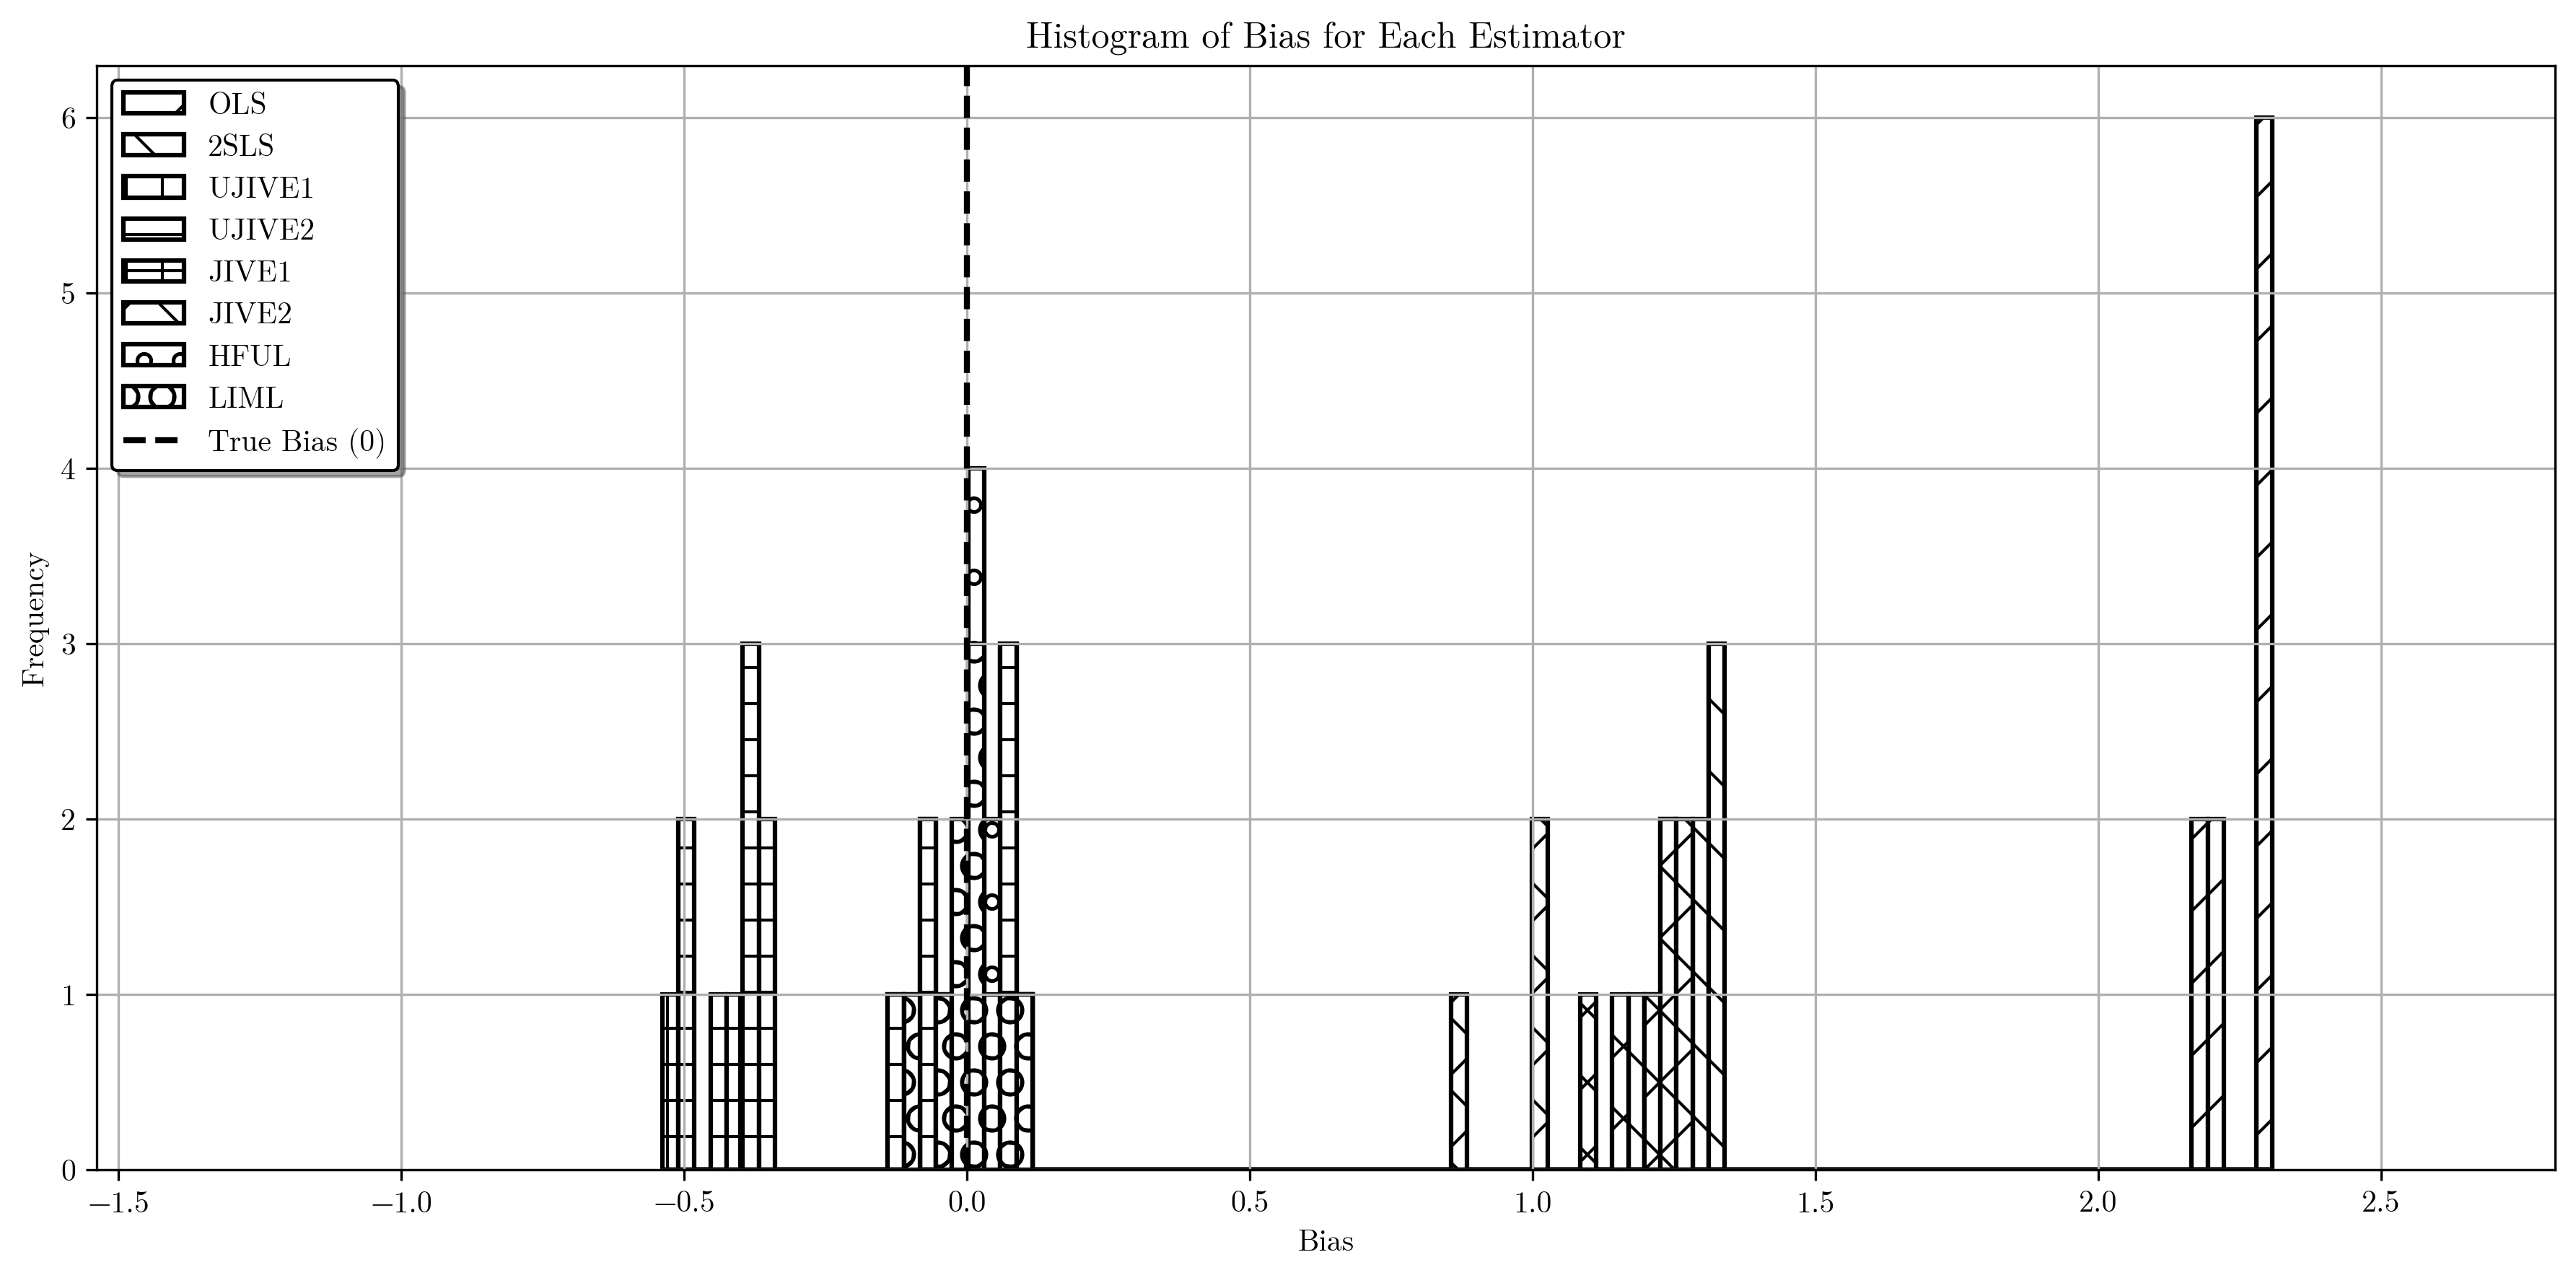 Histogram of Bias for Each Estimator
OLS
2SLS
UJIVE1
UJIVE2
JIVE1
JIVE2
HFUL
LIML
True Bias (0)
Frequency
6
5
4
3
2
1
0
−1.5 −1.0 −0.5 0.0 0.5 1.0 1.5 2.0 2.5
Bias